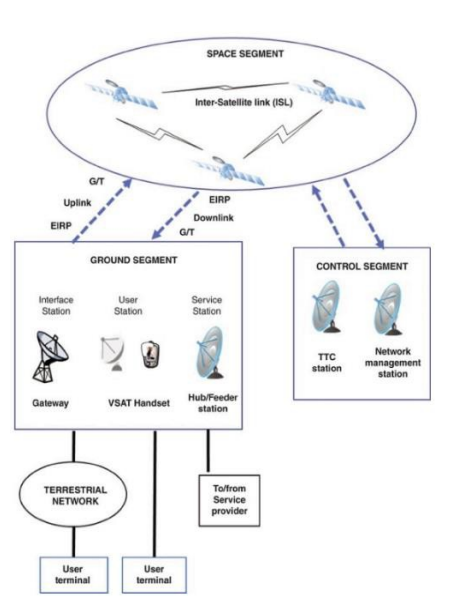 SPACE SEGMENT
Inter-Satellite link (ISL)
G/T
Uplink
EIRP
EIRP
Downlink
G/T
GROUND SEGMENT
Interface
Station
User
Station
Service
Station
Gateway
VSAT Handset
Hub/Feeder
station
CONTROL SEGMENT
TTC
station
Network
management
station
TERRESTRIAL
NETWORK
To/from
Service
provider
User
terminal
User
terminal